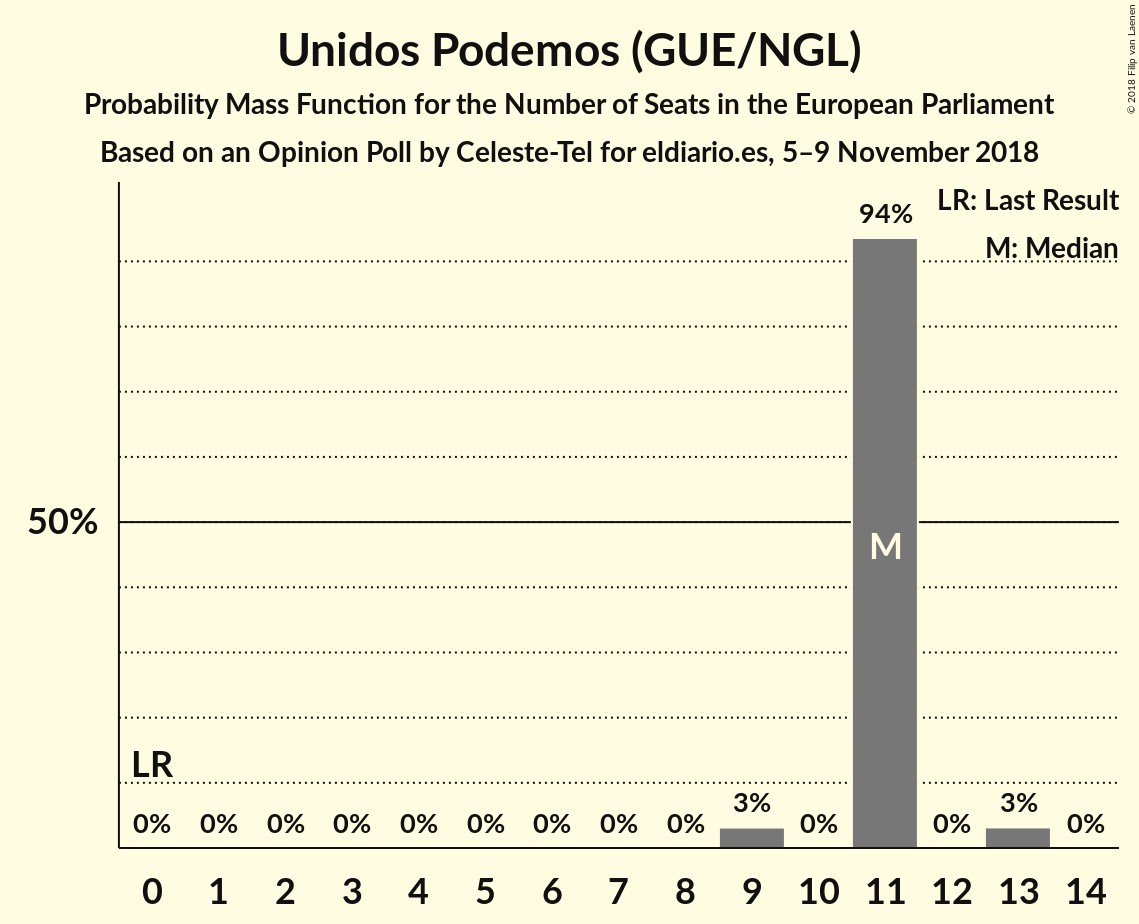 Unidos Podemos (GUE/NGL)
Probability Mass Function for the Number of Seats in the European Parliament
Based on an Opinion Poll by Celeste-Tel for eldiario.es, 5–9 November 2018
© 2018 Filip van Laenen
LR: Last Result
M: Median
94%
50%
M
LR
3% 3%
0% 0% 0% 0% 0% 0% 0% 0% 0% 0% 0% 0%
0 1 2 3 4 5 6 7 8 9 10 11 12 13 14